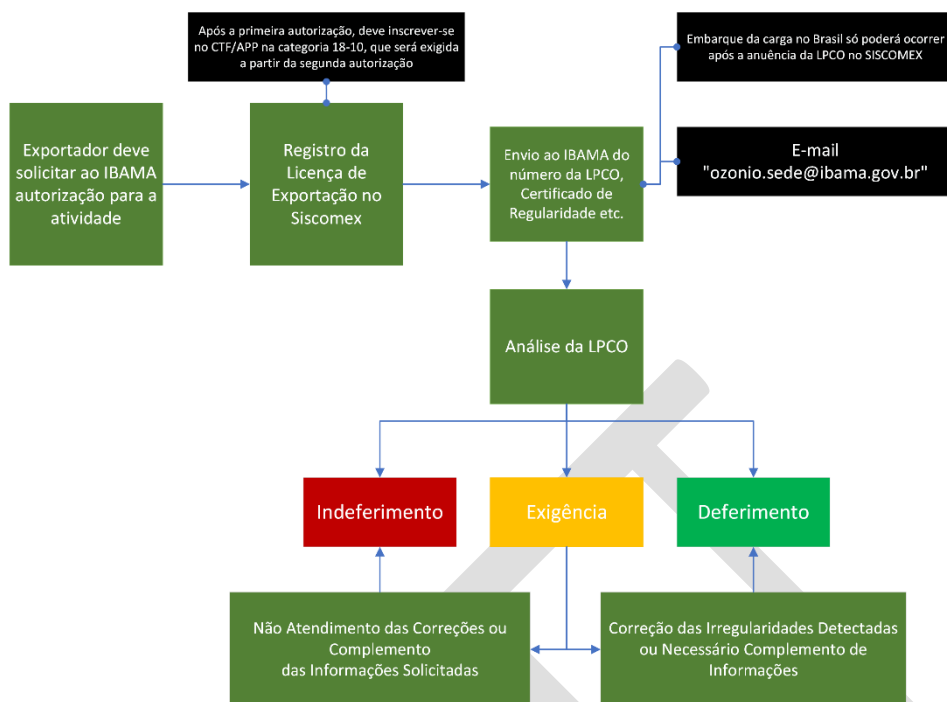 Após a primeira autorização, deve inscrever-se
no CTF/APP na categoria 18-10, que será exigida
a partir da segunda autorização
Embarque da carga no Brasil só poderá ocorrer
após a anuência da LPCO no SISCOMEX
Exportador deve
solicitar ao IBAMA
autorização para a
atividade
Registro da
Licença de
Exportação no
Siscomex
Envio ao IBAMA do
número da LPCO,
Certificado de
Regularidade etc.
E-mail
"ozonio.sede@ibama.gov.br"
Análise da LPCO
Indeferimento
Exigência
Deferimento
Não Atendimento das Correções ou
Complemento
das Informações Solicitadas
Correção das Irregularidades Detectadas
ou Necessário Complemento de
Informações